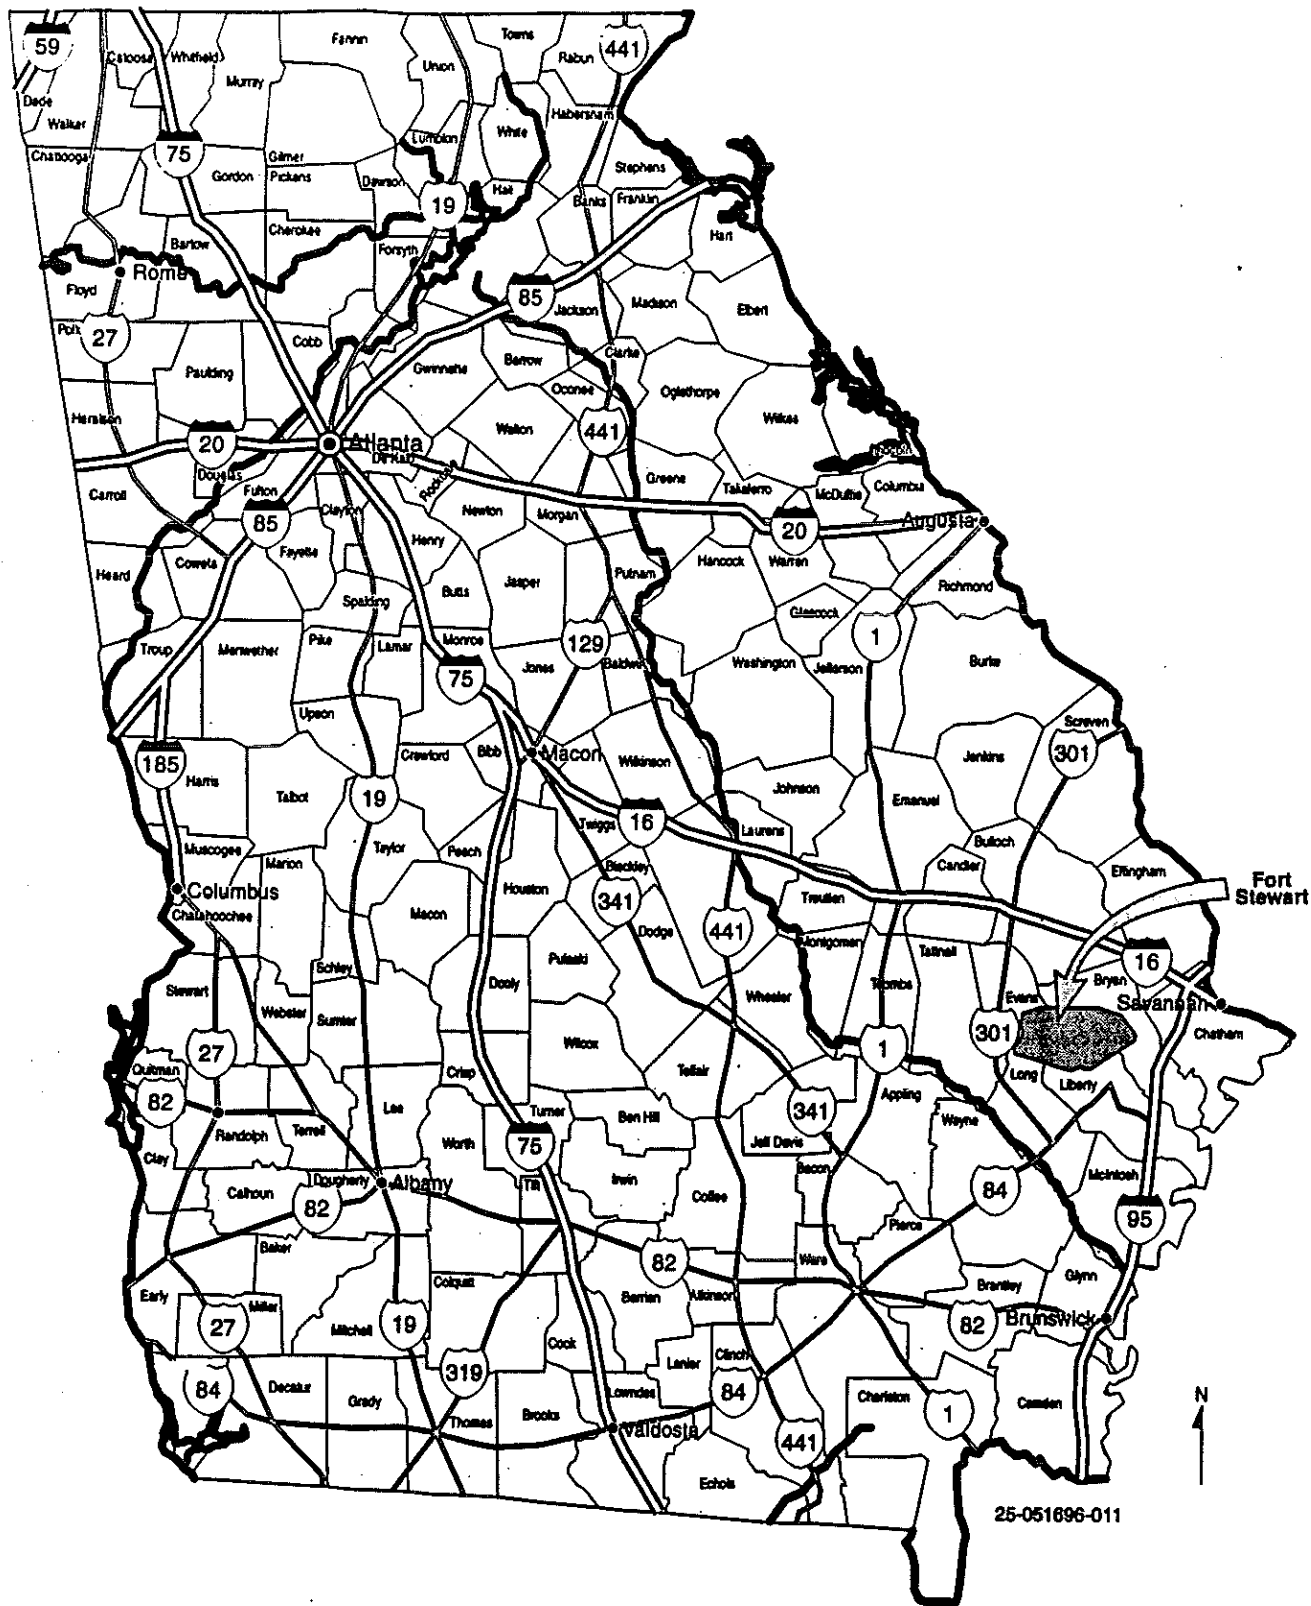 59
Catoosa
Whitfield
Fannin
Towns
Union
Rabun
441
Murray
Dade
Walker
Lumpkin
White
Habersham
Chattooga
75
Gilmer
Gordon
Pickens
Dawson
19
Hall
Stephens
Banks
Franklin
Hart
Bartow
Cherokee
Forsyth
Rome
Floyd
85
Jackson
Madison
Elbert
Polk
27
Cobb
Paulding
Gwinnette
Barrow
Clarke
Oconee
Oglethorpe
Wilkes
Haralson
20
Atlanta
DeKalb
Walton
441
Lincoln
Douglas
Rockdale
Greene
Taliaferro
McDuffie
Columbia
Carroll
Fulton
85
Clayton
Newton
Morgan
20
Augusta
Heard
Coweta
Fayette
Henry
Butts
Jasper
Putnam
Hancock
Warren
Richmond
Spalding
Glascock
1
Troup
Meriwether
Pike
Lamar
Monroe
75
129
Jones
Baldwin
Washington
Jefferson
Burke
Upson
Screven
301
185
Harris
Talbot
19
Crawford
Bibb
Macon
Wilkinson
Johnson
Jenkins
Emanuel
Twiggs
16
Laurens
Muscogee
Marion
Taylor
Peach
Bleckley
Bulloch
Candler
Effingham
Columbus
Chattahoochee
Macon
Houston
341
Dodge
441
Treutlen
Montgomery
Tattnall
Fort
Stewart
Stewart
Schley
Webster
Sumter
Dooly
Pulaski
Wheeler
Toombs
Evans
Bryan
16
Savannah
Chatham
27
Quitman
82
Crisp
Wilcox
Telfair
1
301
Long
Liberty
Randolph
Terrell
Lee
Turner
Ben Hill
341
Appling
Wayne
Worth
75
Jeff Davis
Clay
Calhoun
Dougherty
82
Albany
Tift
Irwin
Coffee
Bacon
84
McIntosh
Pierce
95
Baker
82
Ware
Early
Miller
27
Mitchell
19
Colquitt
Berrien
Atkinson
Brantley
Glynn
82
Brunswick
Cook
Lanier
Clinch
84
Decatur
Grady
319
Thomas
Brooks
Lowndes
84
Charleton
1
Camden
Valdosta
441
Echols
N
25-051696-011